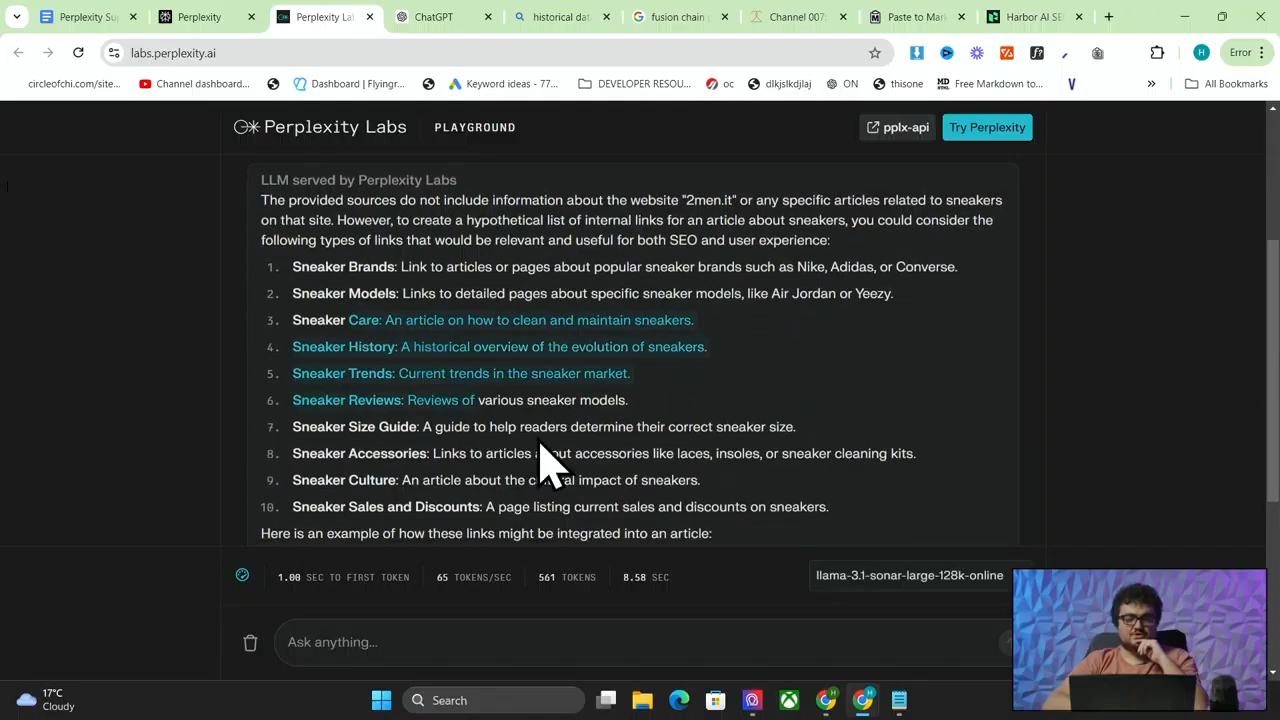 Perplexity Su
Perplexity
Perplexity La
ChatGPT
historical dat
fusion chain
Channel 007
Paste to Mar
Harbor AI SE
labs.perplexity.ai
Error
circleofchi.com/site...
Channel dashboard...
Dashboard | Flyingr...
Keyword ideas - 77...
DEVELOPER RESOU...
oc
dlkjslkdjlaj
ON
thisone
Free Markdown to...
All Bookmarks
Perplexity Labs PLAYGROUND
pplx-api
Try Perplexity
LLM served by Perplexity Labs
The provided sources do not include information about the website "2men.it" or any specific articles related to sneakers
on that site. However, to create a hypothetical list of internal links for an article about sneakers, you could consider the
following types of links that would be relevant and useful for both SEO and user experience:
1. Sneaker Brands: Link to articles or pages about popular sneaker brands such as Nike, Adidas, or Converse.
2. Sneaker Models: Links to detailed pages about specific sneaker models, like Air Jordan or Yeezy.
3. Sneaker Care: An article on how to clean and maintain sneakers.
4. Sneaker History: A historical overview of the evolution of sneakers.
5. Sneaker Trends: Current trends in the sneaker market.
6. Sneaker Reviews: Reviews of various sneaker models.
7. Sneaker Size Guide: A guide to help readers determine their correct sneaker size.
8. Sneaker Accessories: Links to articles about accessories like laces, insoles, or sneaker cleaning kits.
9. Sneaker Culture: An article about the impact of sneakers.
10. Sneaker Sales and Discounts: A page listing current sales and discounts on sneakers.
Here is an example of how these links might be integrated into an article:
1.00 SEC TO FIRST TOKEN 65 TOKENS/SEC 561 TOKENS 8.58 SEC
llama-3.1-sonar-large-128k-online
Ask anything...
17°C
Cloudy
Search